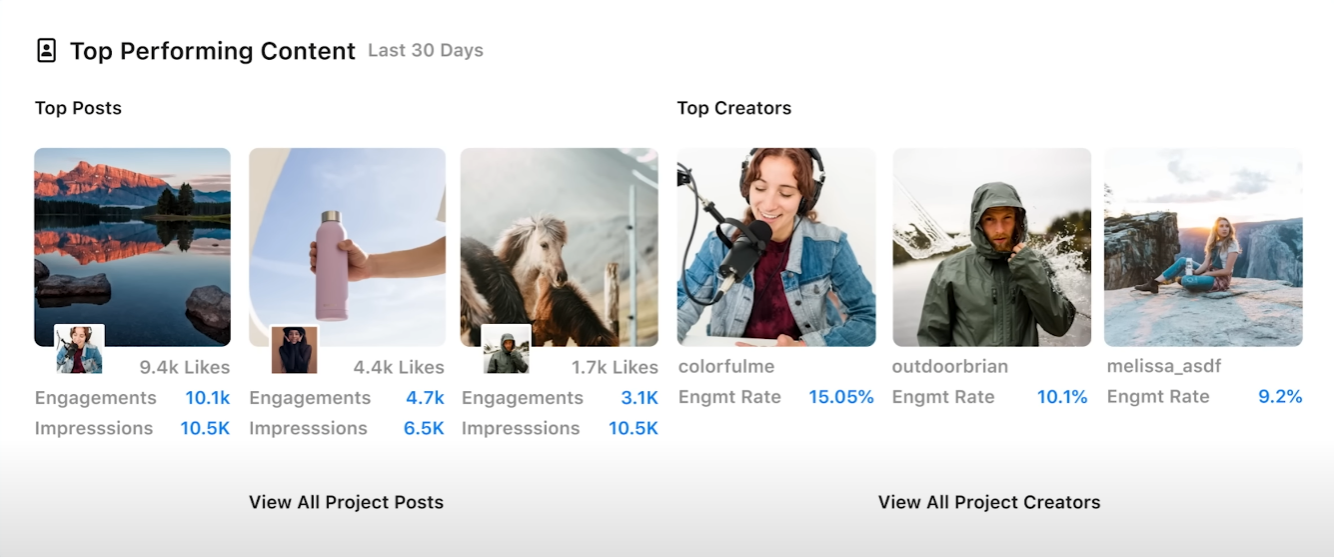 Top Performing Content Last 30 Days
Top Posts
Top Creators
9.4k Likes
Engagements 10.1k
Impresssions 10.5K
4.4k Likes
Engagements 4.7k
Impresssions 6.5K
1.7k Likes
Engagements 3.1K
Impresssions 10.5K
colorfulme
Engmt Rate 15.05%
outdoorbrian
Engmt Rate 10.1%
melissa_asdf
Engmt Rate 9.2%
View All Project Posts
View All Project Creators